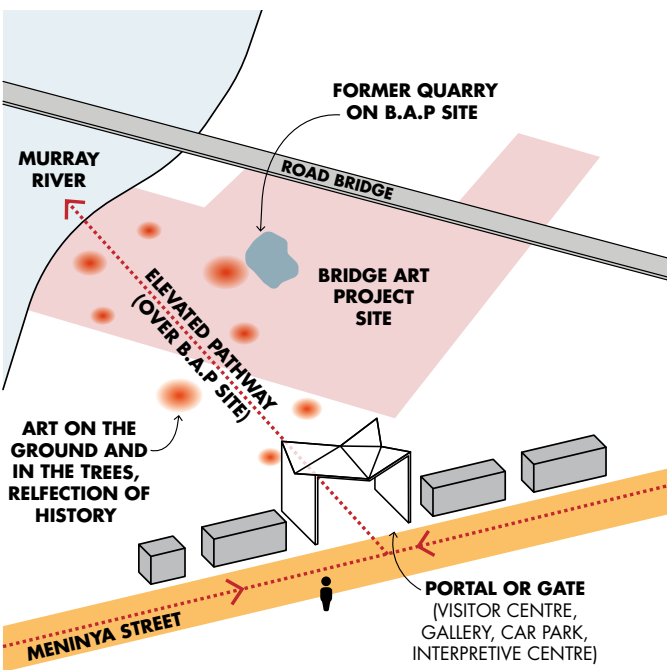 FORMER QUARRY
ON B.A.P SITE
MURRAY
RIVER
ROAD BRIDGE
BRIDGE ART
PROJECT
SITE
ELEVATED PATHWAY
(OVER B.A.P SITE)
ART ON THE
GROUND AND
IN THE TREES,
RELFECTION OF
HISTORY
PORTAL OR GATE
(VISITOR CENTRE,
GALLERY, CAR PARK,
INTERPRETIVE CENTRE)
MENINYA STREET